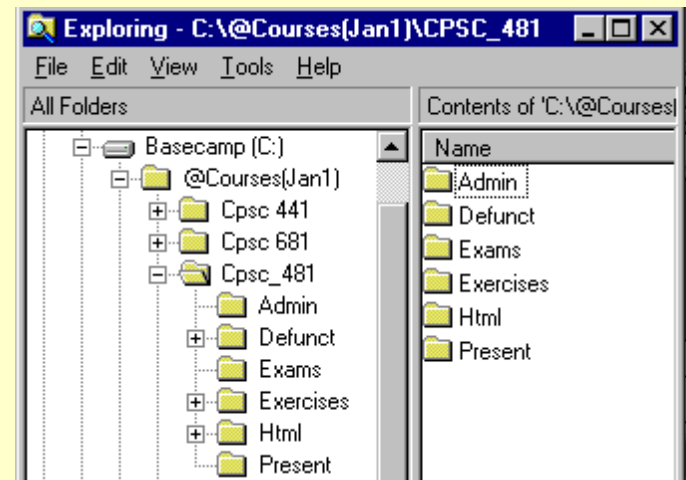 Exploring - C:\@Courses(Jan1)\CPSC_481
File Edit View Tools Help
All Folders
Contents of 'C:\@Courses(
Basecamp (C:)
@Courses(Jan1)
Cpsc 441
Cpsc 681
Cpsc_481
Admin
Defunct
Exams
Exercises
Html
Present
Name
Admin
Defunct
Exams
Exercises
Html
Present